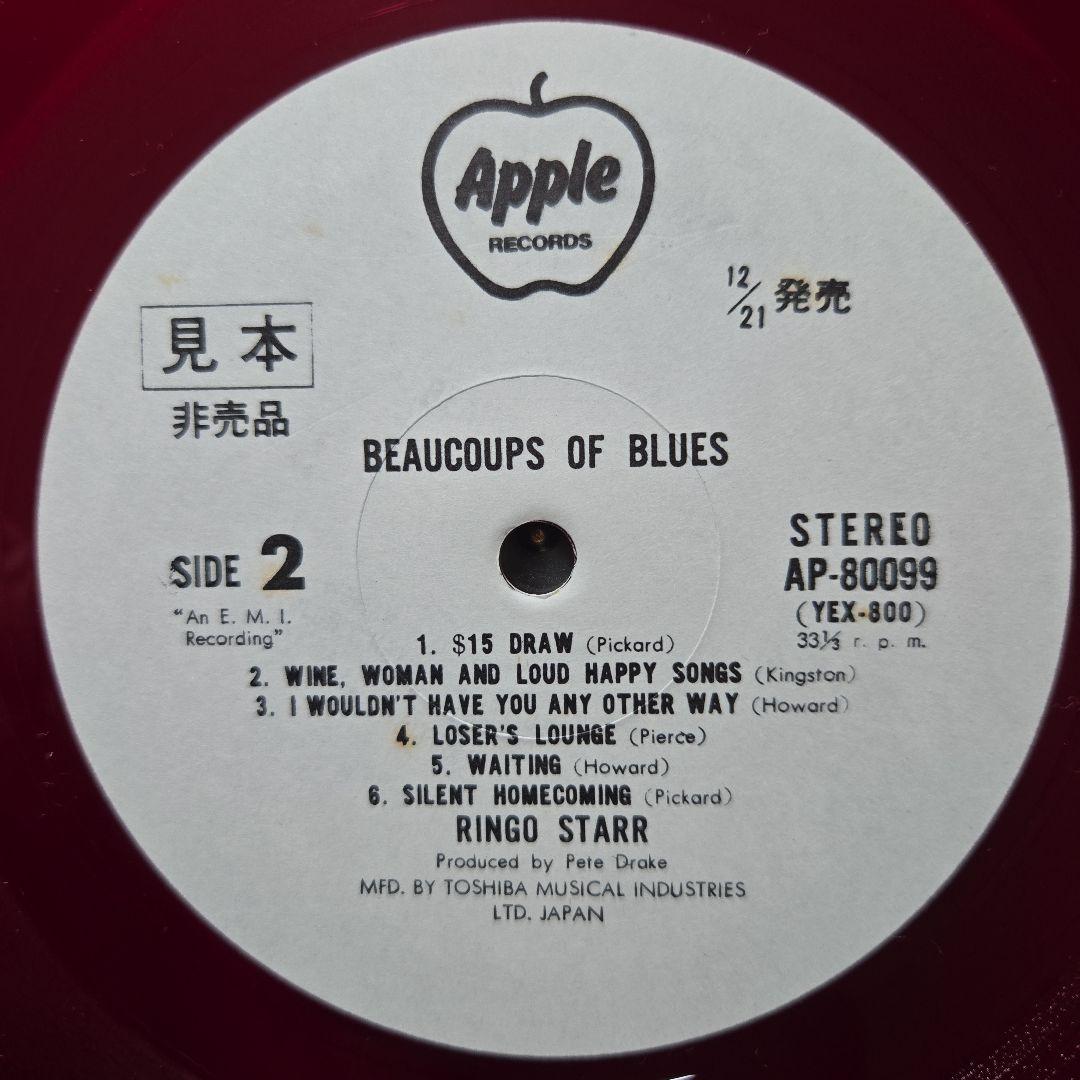 Apple
RECORDS
12/21 発売
見本
非売品
BEAUCOUPS OF BLUES
STEREO
AP-80099
(YEX-800)
33⅓ r. p. m.
SIDE 2
"An E. M. I.
Recording"
1. $15 DRAW (Pickard)
2. WINE, WOMAN AND LOUD HAPPY SONGS (Kingston)
3. I WOULDN'T HAVE YOU ANY OTHER WAY (Howard)
4. LOSER'S LOUNGE (Pierce)
5. WAITING (Howard)
6. SILENT HOMECOMING (Pickard)
RINGO STARR
Produced by Pete Drake
MFD. BY TOSHIBA MUSICAL INDUSTRIES
LTD. JAPAN